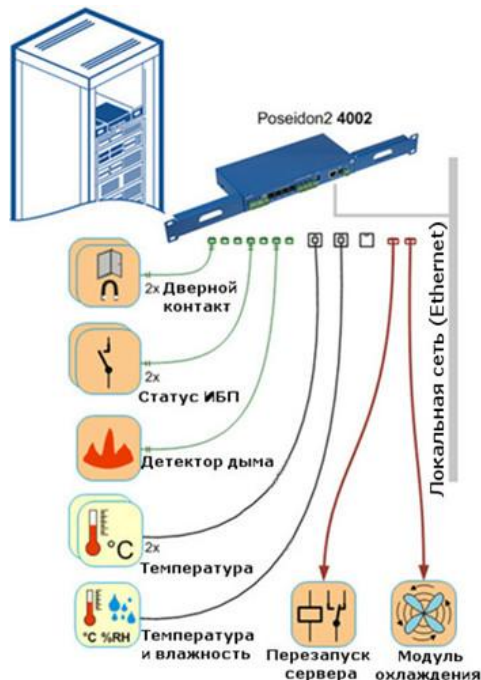 Poseidon2 4002
Локальная сеть (Ethernet)
2x Дверной
контакт
2x
Статус ИБП
Детектор дыма
°C
2x
Температура
°C %RH
Температура
и влажность
Перезапуск
сервера
Модуль
охлаждения